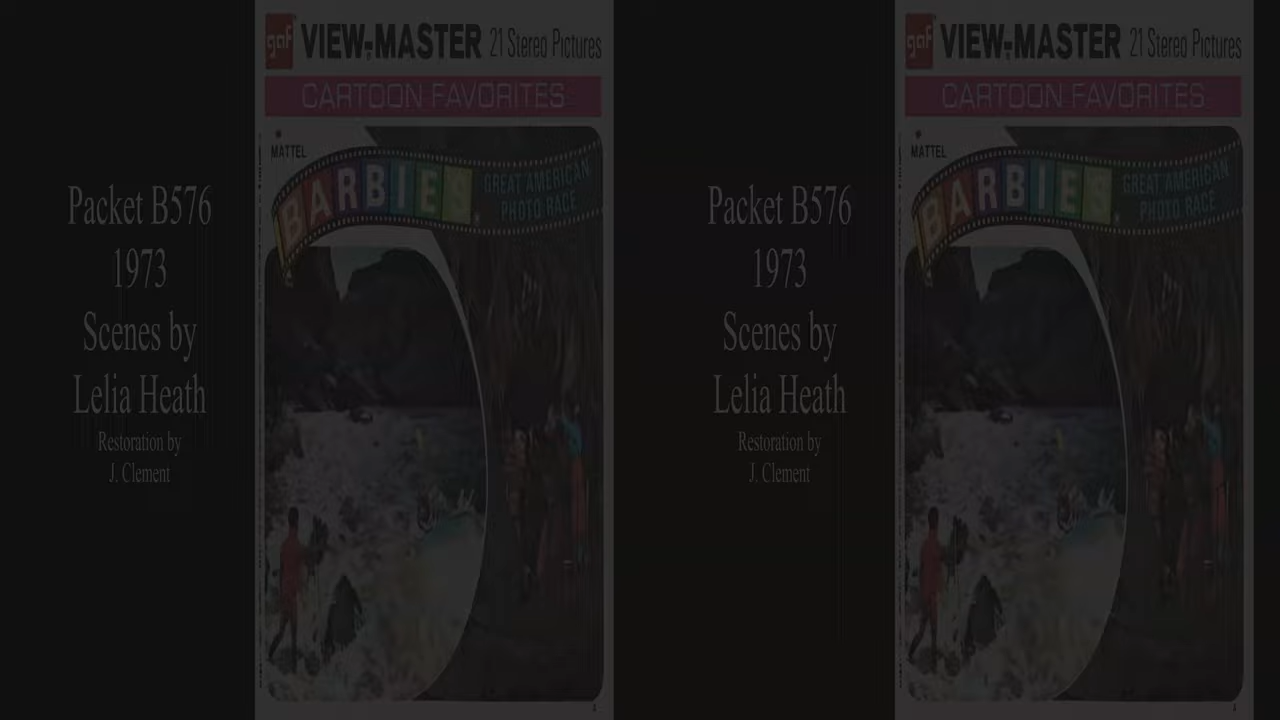 Packet B576
1973
Scenes by
Lelia Heath
Restoration by
J. Clement
gaf VIEW-MASTER 21 Stereo Pictures
CARTOON FAVORITES
MATTEL
BARBIE'S
GREAT AMERICAN
PHOTO RACE
Packet B576
1973
Scenes by
Lelia Heath
Restoration by
J. Clement
gaf VIEW-MASTER 21 Stereo Pictures
CARTOON FAVORITES
MATTEL
BARBIE'S
GREAT AMERICAN
PHOTO RACE